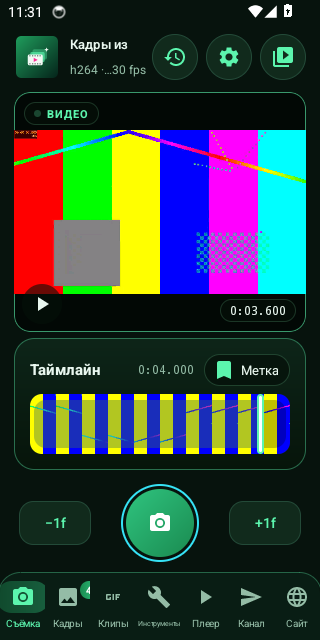 11:31
Кадры из
h264 ·…30 fps
ВИДЕО
0:03.600
Таймлайн
0:04.000
Метка
−1f
+1f
4
GIF
Съёмка
Кадры
Клипы
Инструменты
Плеер
Канал
Сайт